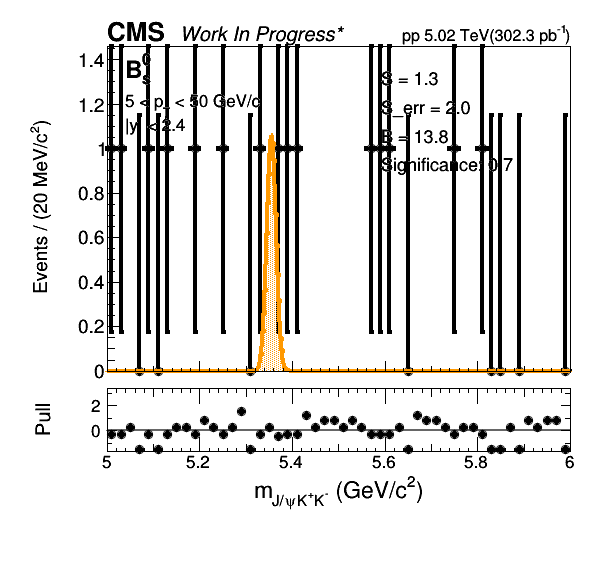 CMS Work In Progress* pp 5.02 TeV(302.3 pb⁻¹)
B⁰ₛ
5 < p_T < 50 GeV/c
|y| < 2.4
S = 1.3
S_err = 2.0
B = 13.8
Significance: 0.7
Events / (20 MeV/c²)
1.4
1.2
1
0.8
0.6
0.4
0.2
0
Pull
2
0
5 5.2 5.4 5.6 5.8 6
m_J/ψK⁺K⁻ (GeV/c²)